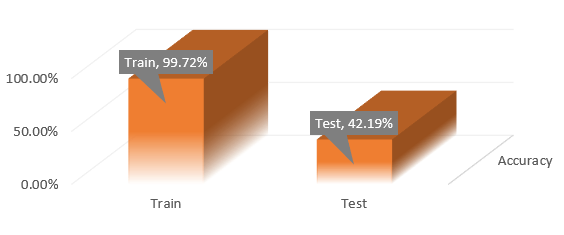 Train, 99.72%
100.00%
Test, 42.19%
50.00%
Accuracy
0.00%
Train
Test